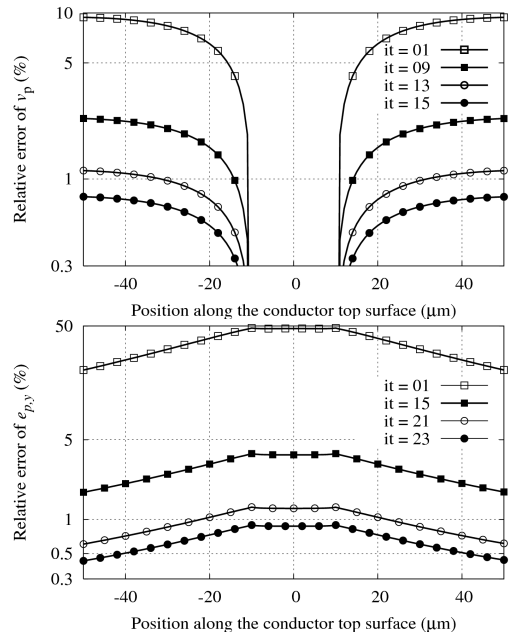 Relative error of vp (%)
10
5
1
0.3
it = 01
it = 09
it = 13
it = 15
-40 -20 0 20 40
Position along the conductor top surface (μm)
Relative error of ep,y (%)
50
5
1
0.5
0.3
it = 01
it = 15
it = 21
it = 23
-40 -20 0 20 40
Position along the conductor top surface (μm)